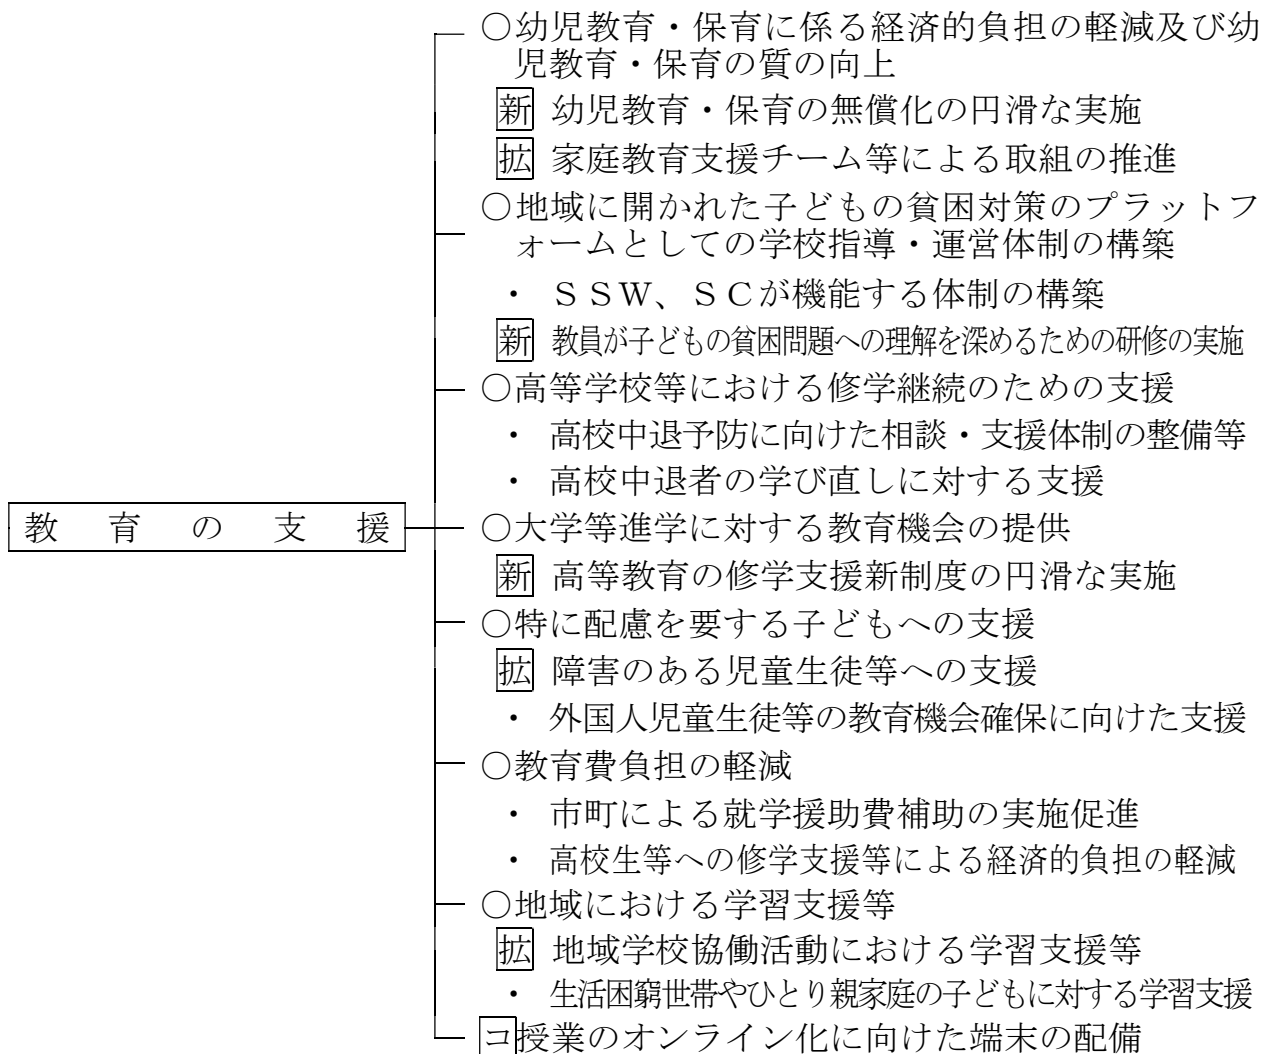 ○幼児教育・保育に係る経済的負担の軽減及び幼
児教育・保育の質の向上
新 幼児教育・保育の無償化の円滑な実施
拡 家庭教育支援チーム等による取組の推進
○地域に開かれた子どもの貧困対策のプラットフ
ォームとしての学校指導・運営体制の構築
・ ＳＳＷ、ＳＣが機能する体制の構築
新 教員が子どもの貧困問題への理解を深めるための研修の実施
○高等学校等における修学継続のための支援
・ 高校中退予防に向けた相談・支援体制の整備等
・ 高校中退者の学び直しに対する支援
教育の支援
○大学等進学に対する教育機会の提供
新 高等教育の修学支援新制度の円滑な実施
○特に配慮を要する子どもへの支援
拡 障害のある児童生徒等への支援
・ 外国人児童生徒等の教育機会確保に向けた支援
○教育費負担の軽減
・ 市町による就学援助費補助の実施促進
・ 高校生等への修学支援等による経済的負担の軽減
○地域における学習支援等
拡 地域学校協働活動における学習支援等
・ 生活困窮世帯やひとり親家庭の子どもに対する学習支援
コ授業のオンライン化に向けた端末の配備